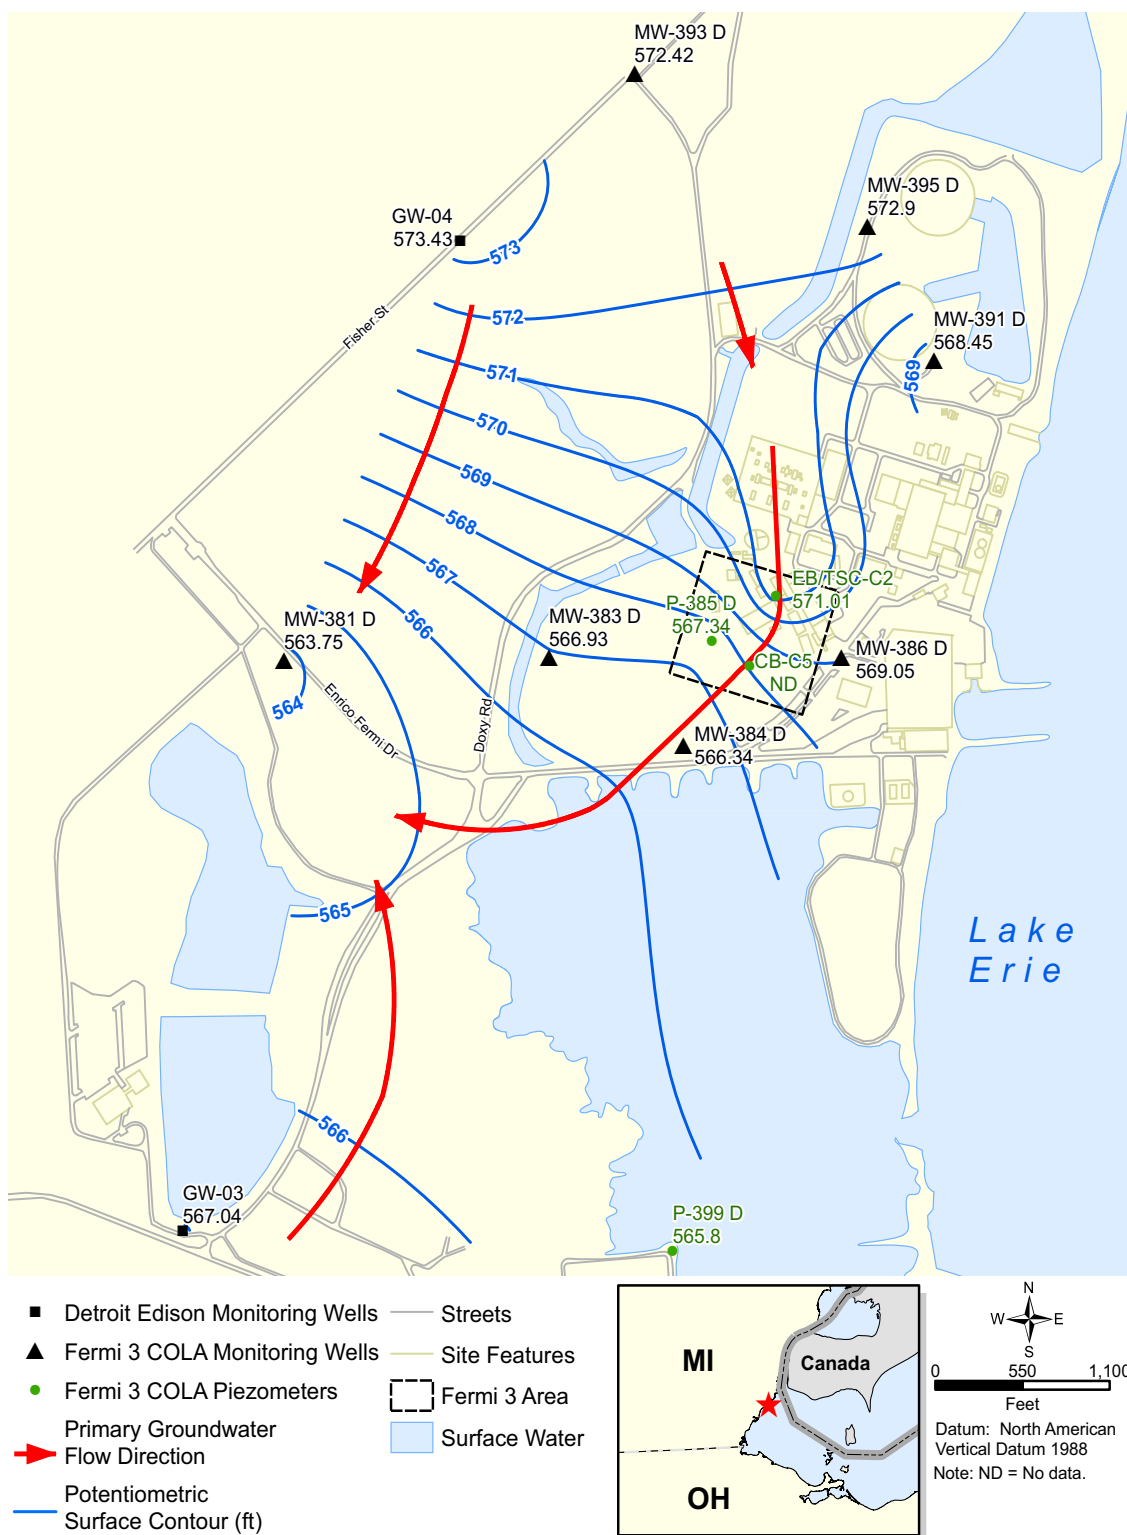 MW-393 D
572.42
MW-395 D
572.9
GW-04
573.43
573
Fisher St
572
MW-391 D
568.45
569
571
570
569
568
567
566
EB/TSC-C2
571.01
P-385 D
567.34
MW-381 D
563.75
MW-383 D
566.93
MW-386 D
569.05
CB-C5
ND
564
Enrico Fermi Dr
Doxy Rd
MW-384 D
566.34
565
Lake
Erie
566
GW-03
567.04
P-399 D
565.8
Detroit Edison Monitoring Wells
Fermi 3 COLA Monitoring Wells
Fermi 3 COLA Piezometers
Primary Groundwater
Flow Direction
Potentiometric
Surface Contour (ft)
Streets
Site Features
Fermi 3 Area
Surface Water
MI
Canada
OH
N
W E
S
0 550 1,100
Feet
Datum: North American
Vertical Datum 1988
Note: ND = No data.